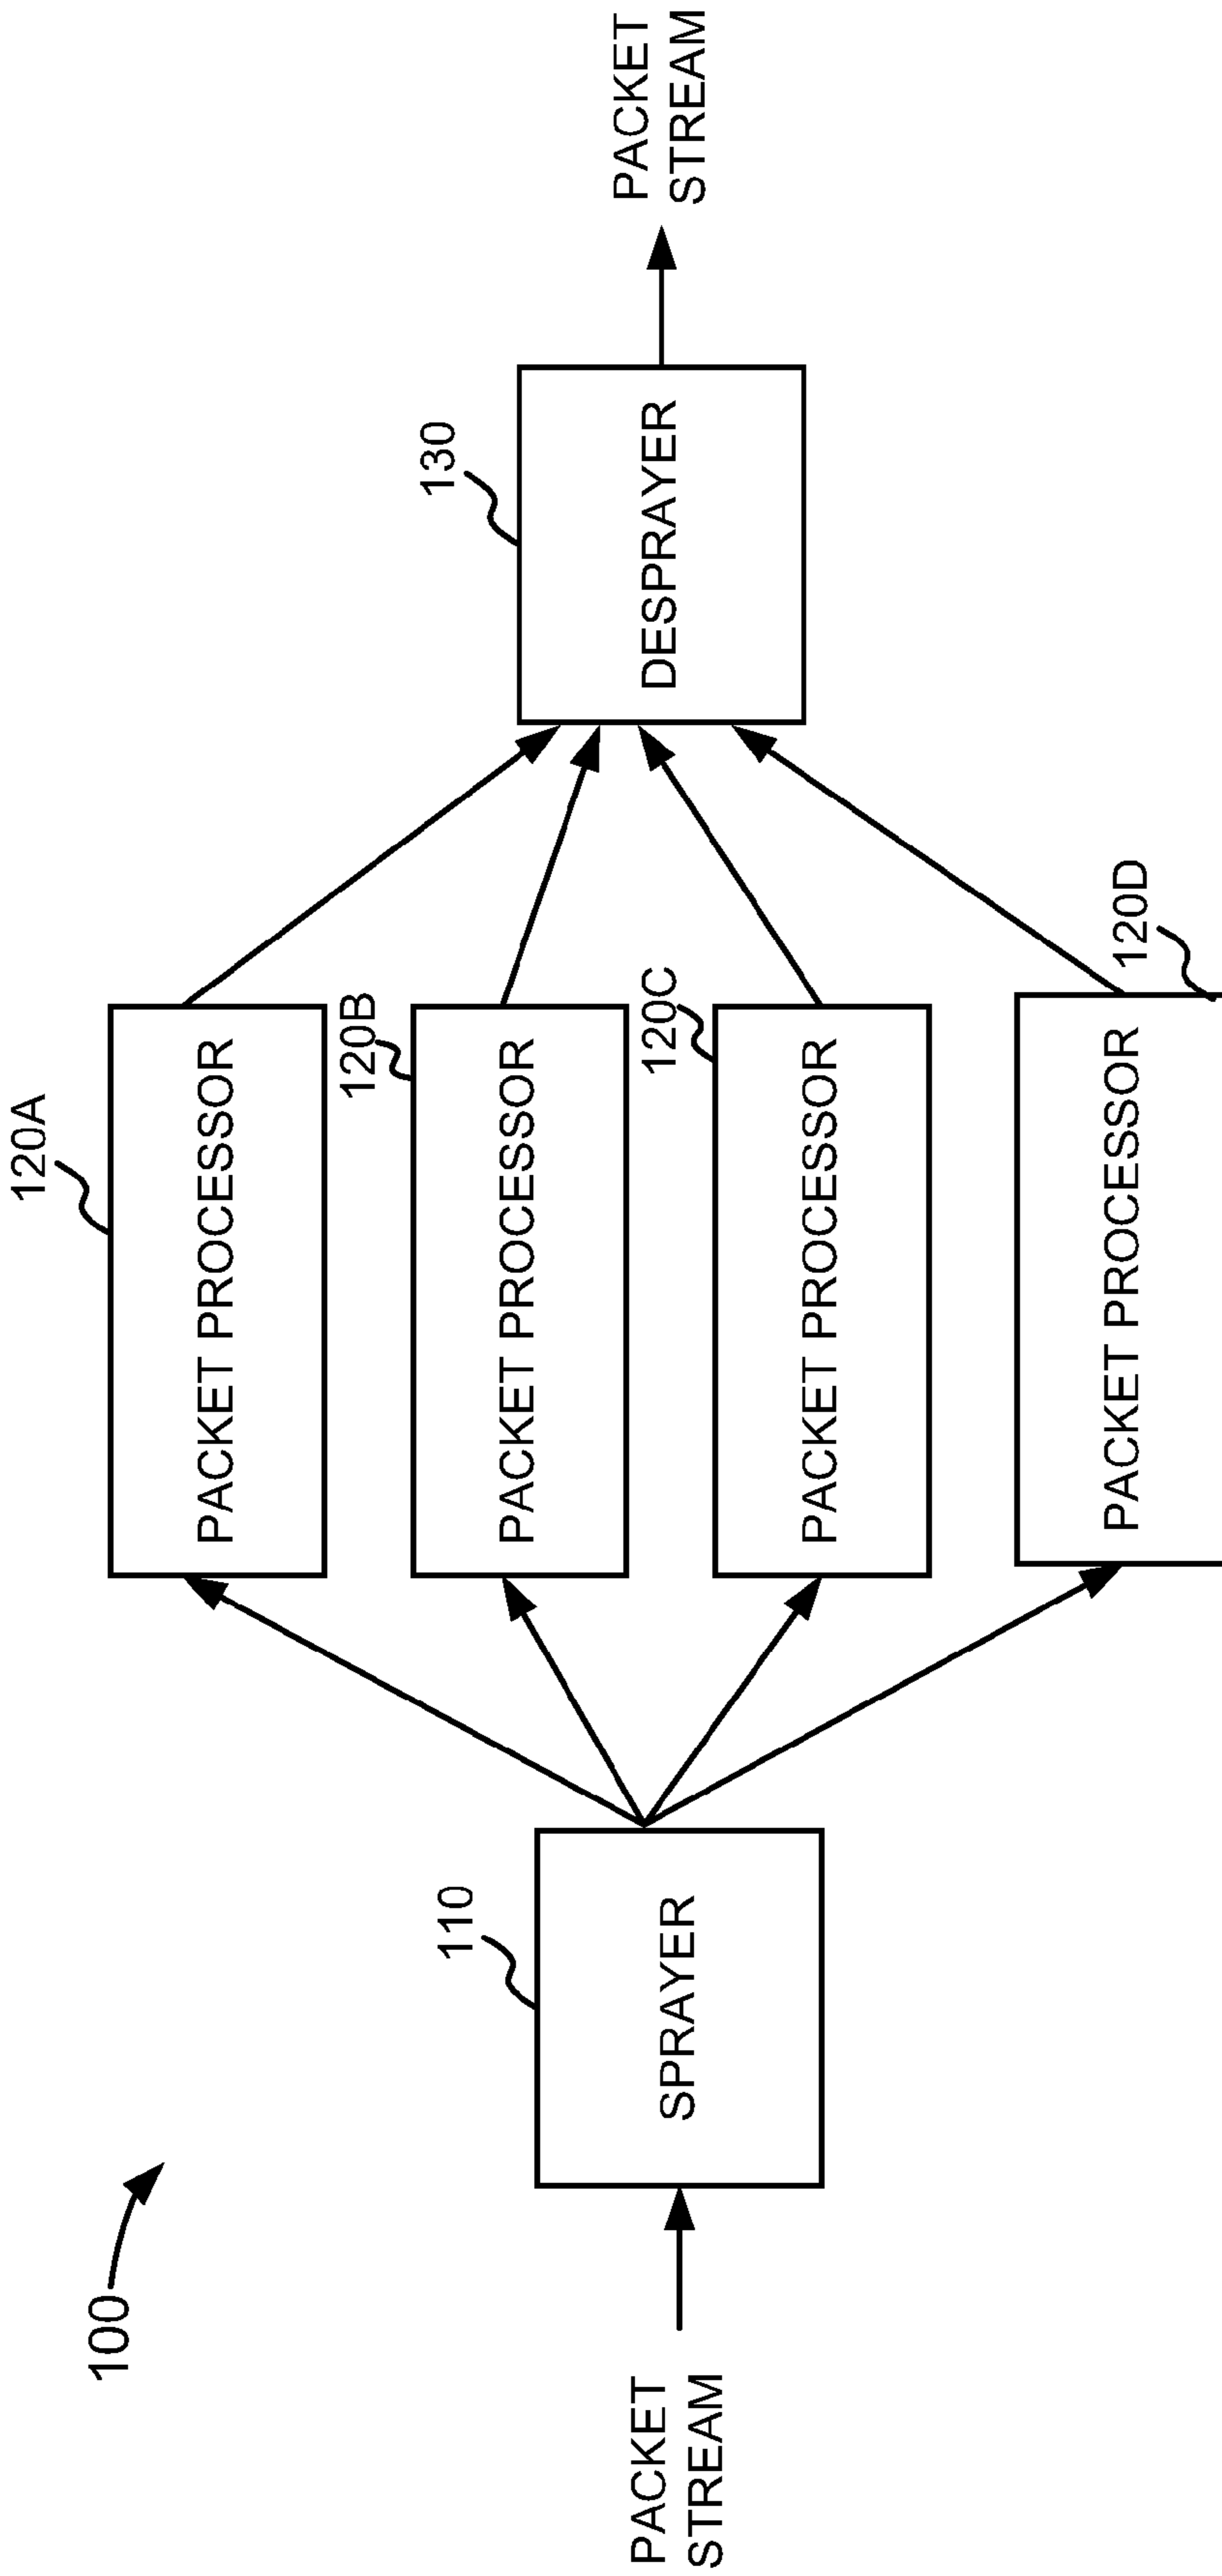 100
PACKET
STREAM
110
SPRAYER
120A
PACKET PROCESSOR
120B
PACKET PROCESSOR
120C
PACKET PROCESSOR
120D
PACKET PROCESSOR
130
DESPRAYER
PACKET
STREAM